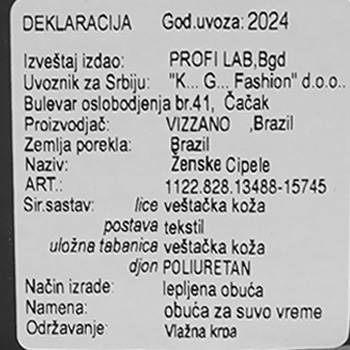 DEKLARACIJA God.uvoza: 2024
Izveštaj izdao: PROFI LAB,Bgd
Uvoznik za Srbiju: "K... G... Fashion" d.o.o..
Bulevar oslobodjenja br.41, Čačak
Proizvodjač: VIZZANO ,Brazil
Zemlja porekla: Brazil
Naziv: Ženske Cipele
ART.: 1122.828.13488-15745
Sir.sastav: lice veštačka koža
postava tekstil
uložna tabanica veštačka koža
djon POLIURETAN
Način izrade: lepljena obuća
Namena: obuća za suvo vreme
Održavanje: Vlažna krpa